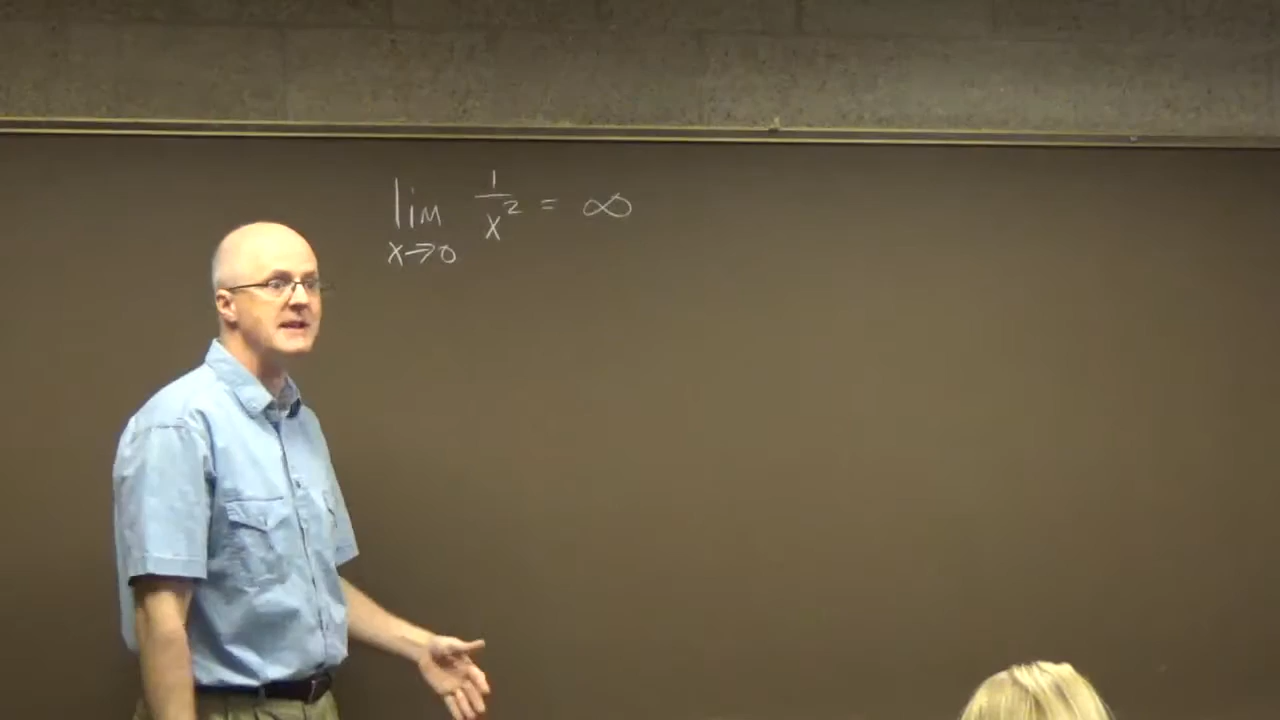 lim 1/x² = ∞
x→0